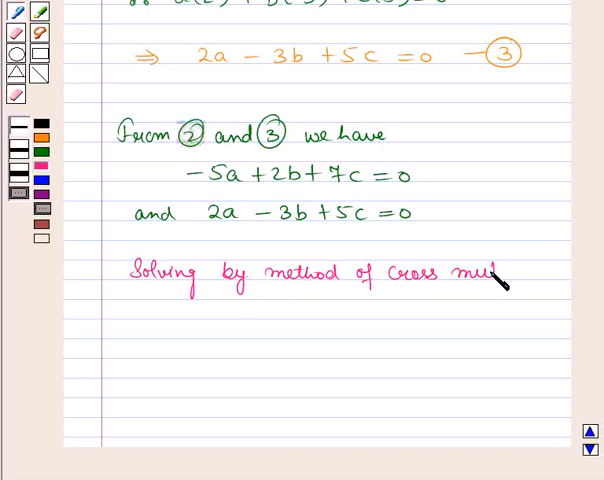 ⇒ 2a − 3b + 5c = 0 — ③
From ② and ③ we have
−5a + 2b + 7c = 0
and 2a − 3b + 5c = 0
Solving by method of cross mul